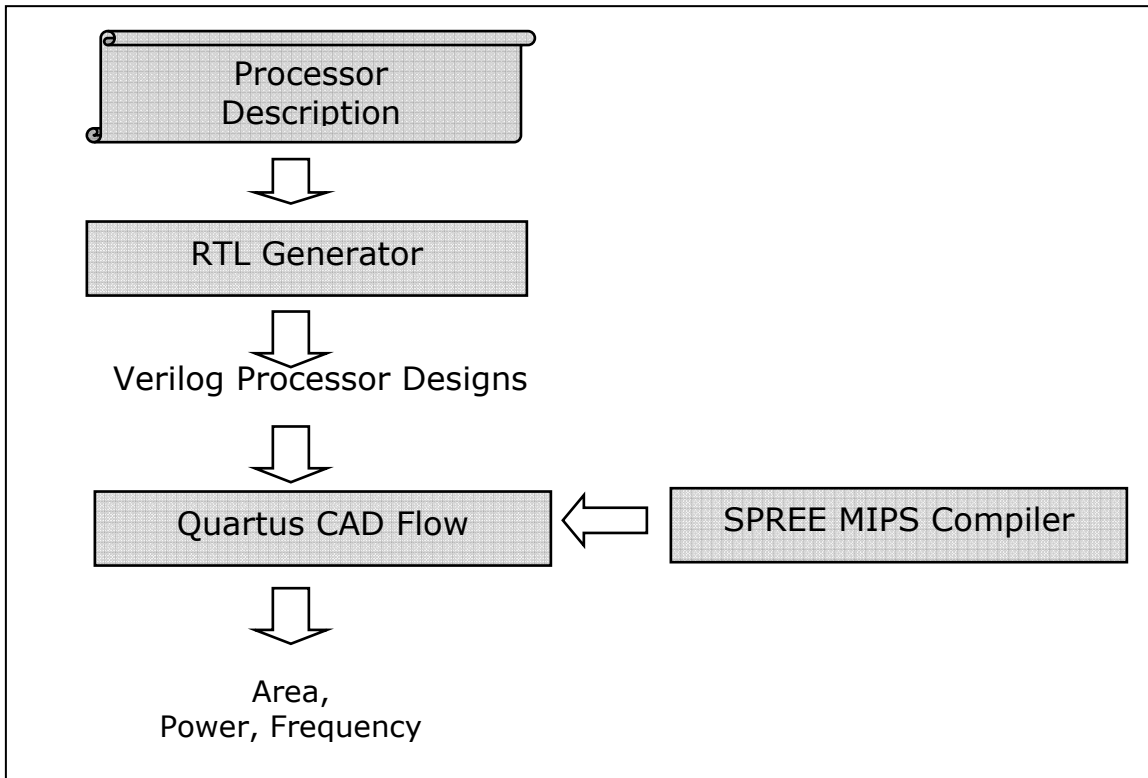 Processor
Description
RTL Generator
Verilog Processor Designs
Quartus CAD Flow
SPREE MIPS Compiler
Area,
Power, Frequency